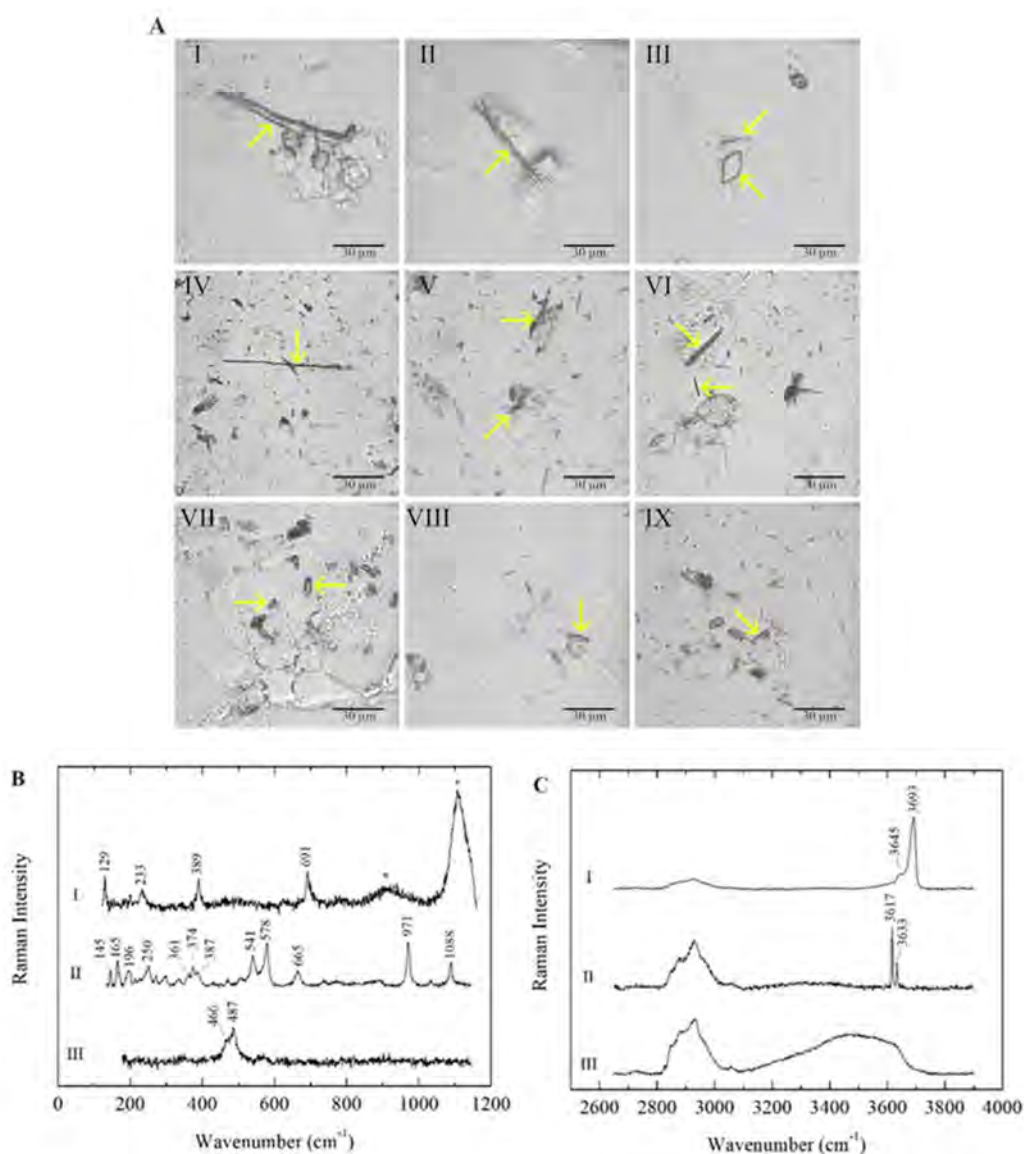 A
I II III
30 µm 30 µm 30 µm
IV V VI
30 µm 30 µm 30 µm
VII VIII IX
30 µm 30 µm 30 µm
B
129 233 389 691 * *
I
145 165 196 250 361 374 387 541 578 665 971 1088
II
466 487
III
Raman Intensity
0 200 400 600 800 1000 1200
Wavenumber (cm⁻¹)
C
3645 3693
I
3617 3633
II
III
Raman Intensity
2600 2800 3000 3200 3400 3600 3800 4000
Wavenumber (cm⁻¹)